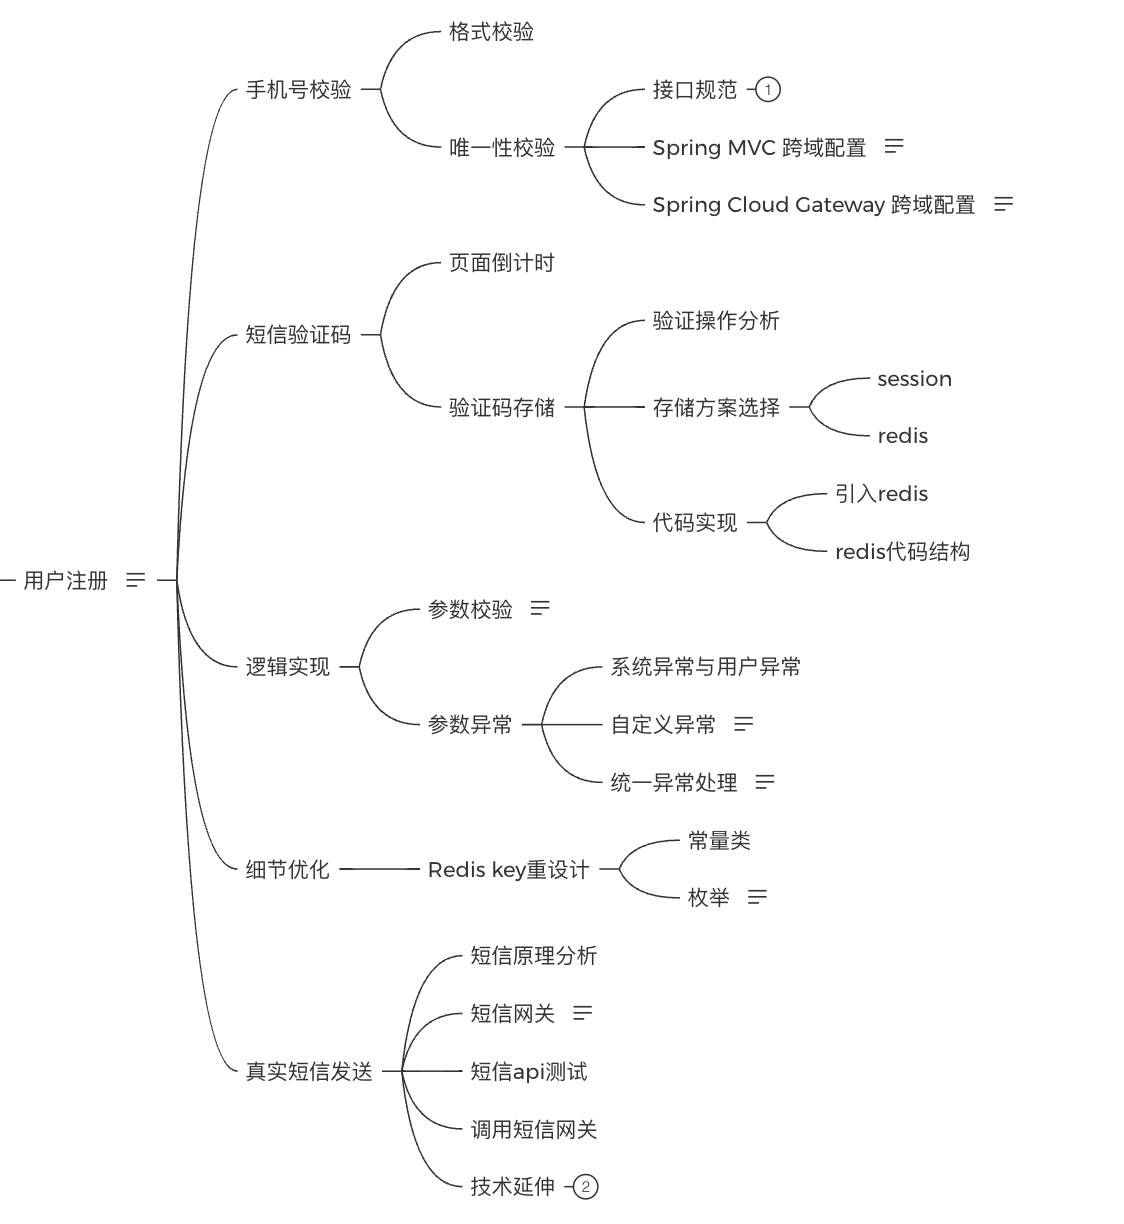 用户注册
手机号校验
格式校验
唯一性校验
接口规范 1
Spring MVC 跨域配置
Spring Cloud Gateway 跨域配置
短信验证码
页面倒计时
验证码存储
验证操作分析
存储方案选择
session
redis
代码实现
引入redis
redis代码结构
逻辑实现
参数校验
参数异常
系统异常与用户异常
自定义异常
统一异常处理
细节优化
Redis key重设计
常量类
枚举
真实短信发送
短信原理分析
短信网关
短信api测试
调用短信网关
技术延伸 2